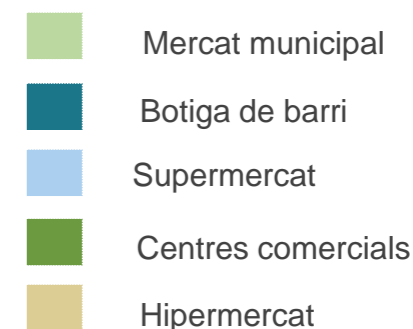 Mercat municipal
Botiga de barri
Supermercat
Centres comercials
Hipermercat